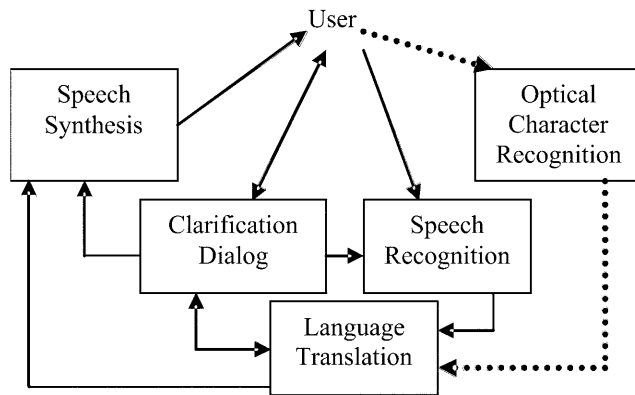 User
Speech
Synthesis
Optical
Character
Recognition
Clarification
Dialog
Speech
Recognition
Language
Translation